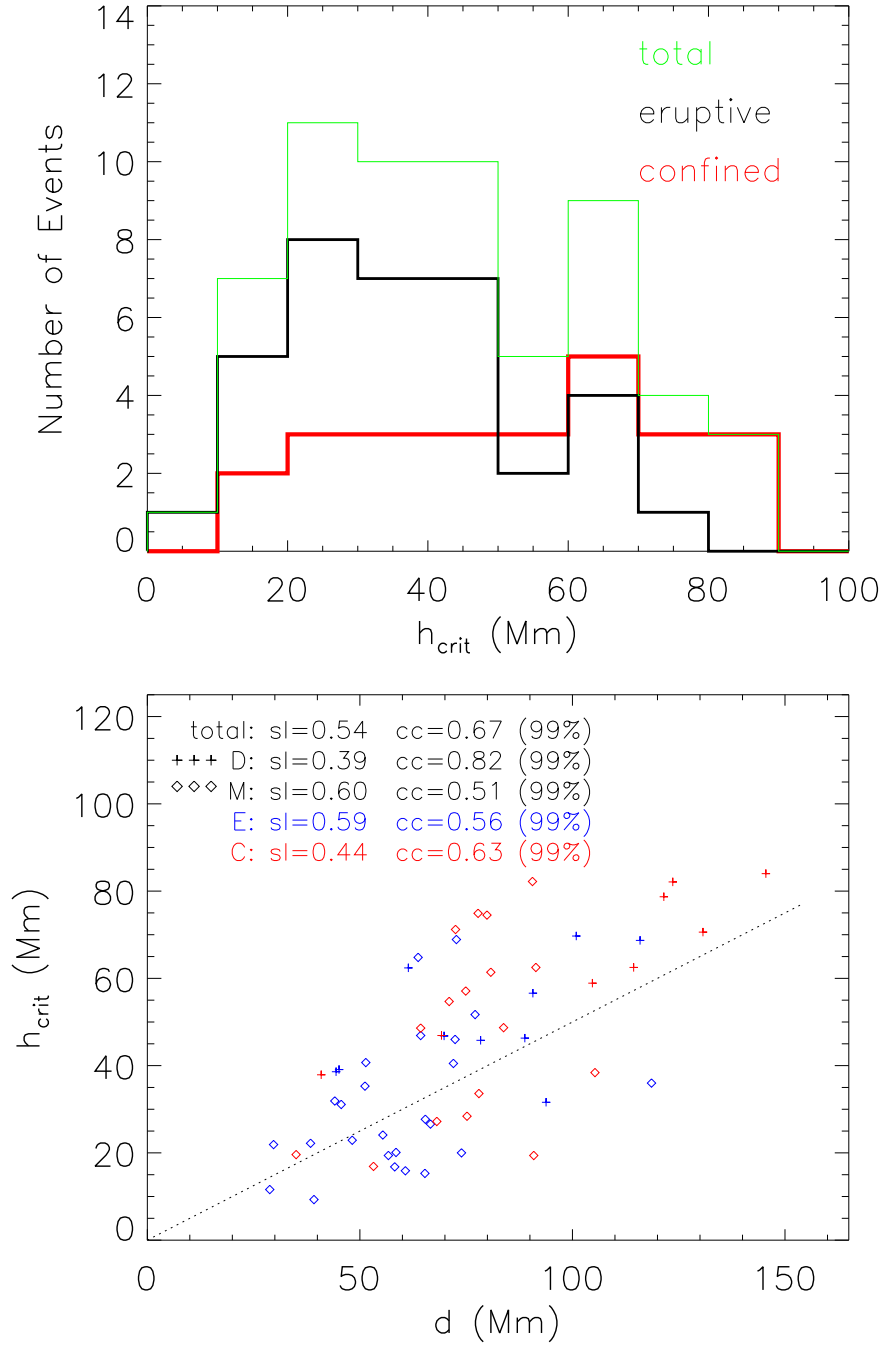 14
12
10
8
6
4
2
0
Number of Events
total
eruptive
confined
0 20 40 60 80 100
h_crit (Mm)
120
100
80
60
40
20
0
h_crit (Mm)
total: sl=0.54 cc=0.67 (99%)
+++ D: sl=0.39 cc=0.82 (99%)
◇◇◇ M: sl=0.60 cc=0.51 (99%)
E: sl=0.59 cc=0.56 (99%)
C: sl=0.44 cc=0.63 (99%)
0 50 100 150
d (Mm)